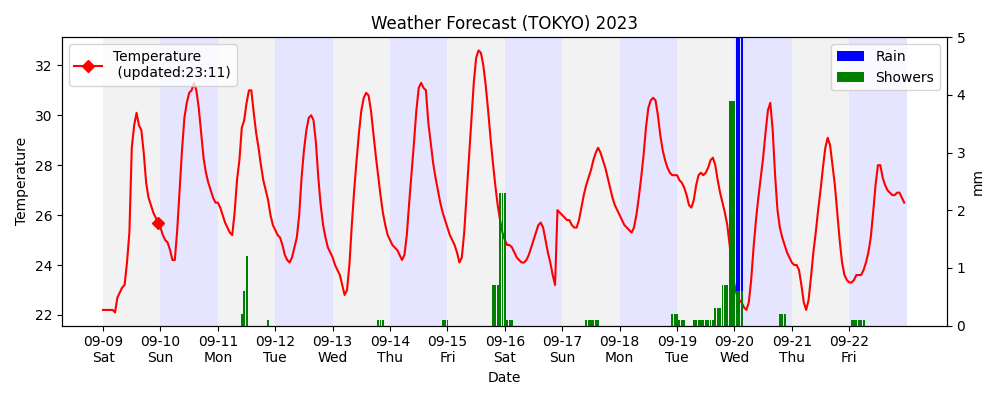 Weather Forecast (TOKYO) 2023
Temperature
(updated:23:11)
Rain
Showers
Temperature
32
30
28
26
24
22
5
4
3
2
1
0
mm
09-09 09-10 09-11 09-12 09-13 09-14 09-15 09-16 09-17 09-18 09-19 09-20 09-21 09-22
Sat Sun Mon Tue Wed Thu Fri Sat Sun Mon Tue Wed Thu Fri
Date